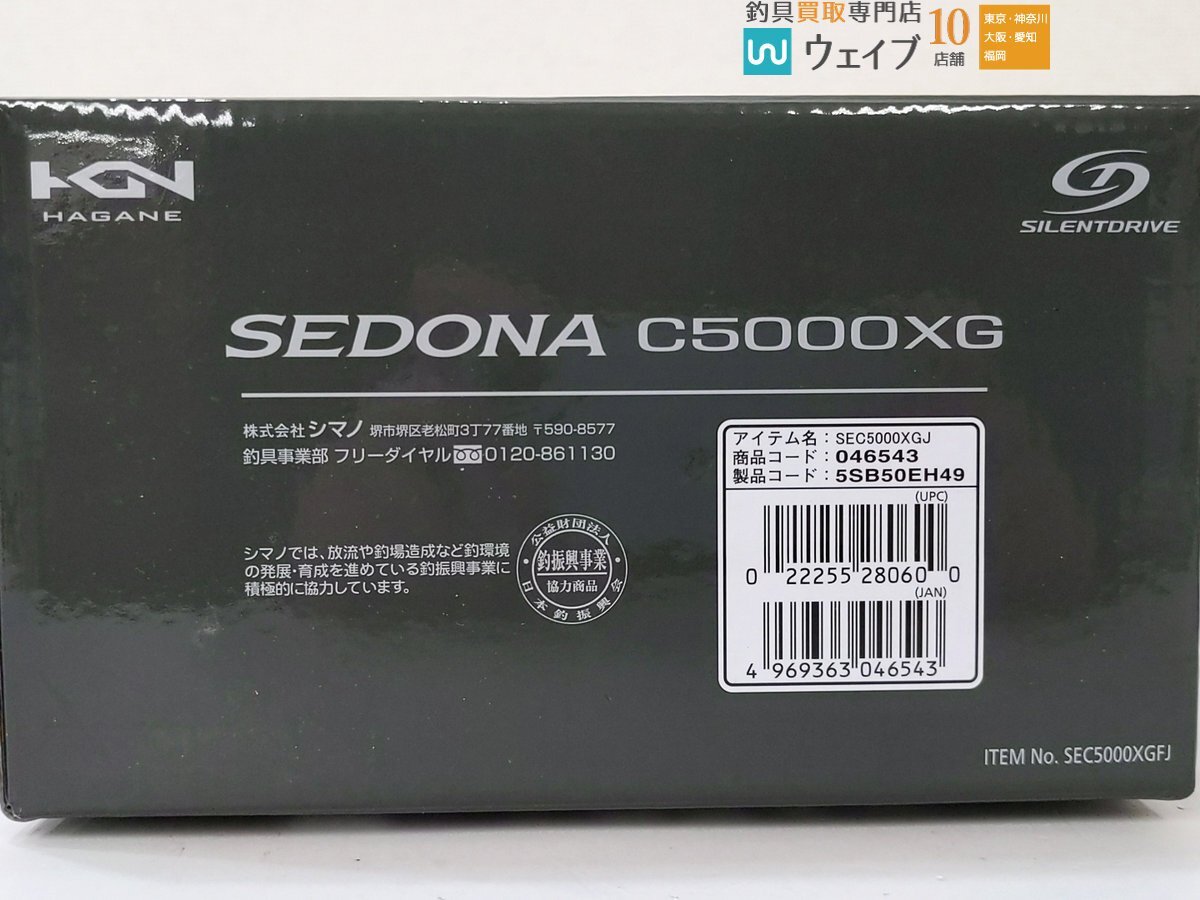 釣具買取専門店
ウェイブ
10
店舗
東京・神奈川
大阪・愛知
福岡
HAGANE
SILENTDRIVE
SEDONA C5000XG
株式会社シマノ 堺市堺区老松町3丁77番地 〒590-8577
釣具事業部 フリーダイヤル 0120-861130
シマノでは、放流や釣場造成など釣環境
の発展・育成を進めている釣振興事業に
積極的に協力しています。
公益財団法人
釣振興事業
協力商品
日本釣振興会
アイテム名:SEC5000XGJ
商品コード:046543
製品コード:5SB50EH49
(UPC)
0 22255 28060 0
(JAN)
4 969363 046543
ITEM No. SEC5000XGFJ